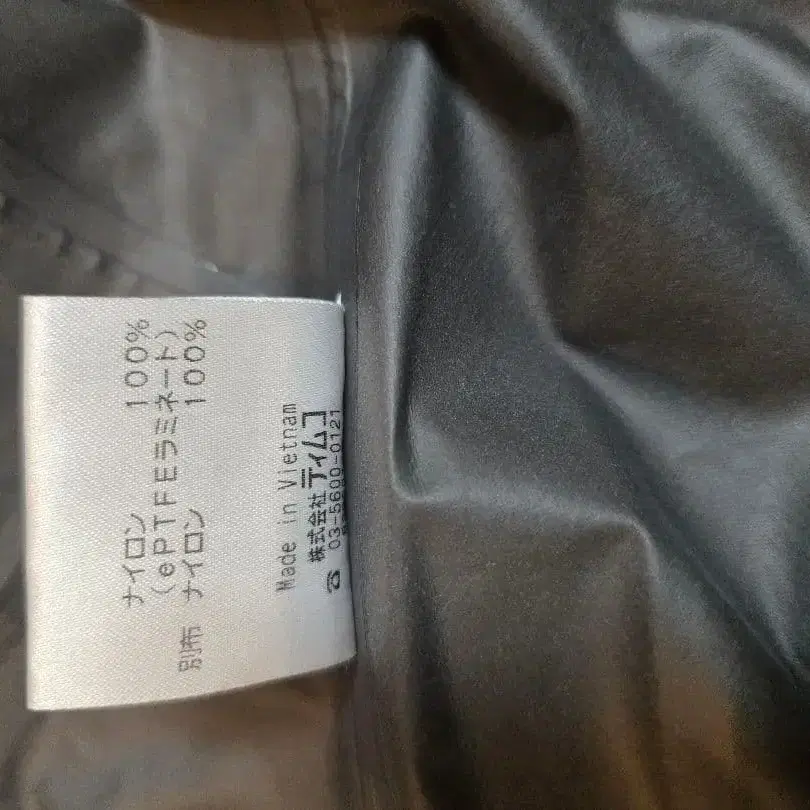 ナイロン 100%
(ePTFEラミネート)
別布 ナイロン 100%
Made in Vietnam
株式会社 ティムコ
☎ 03-5600-0121